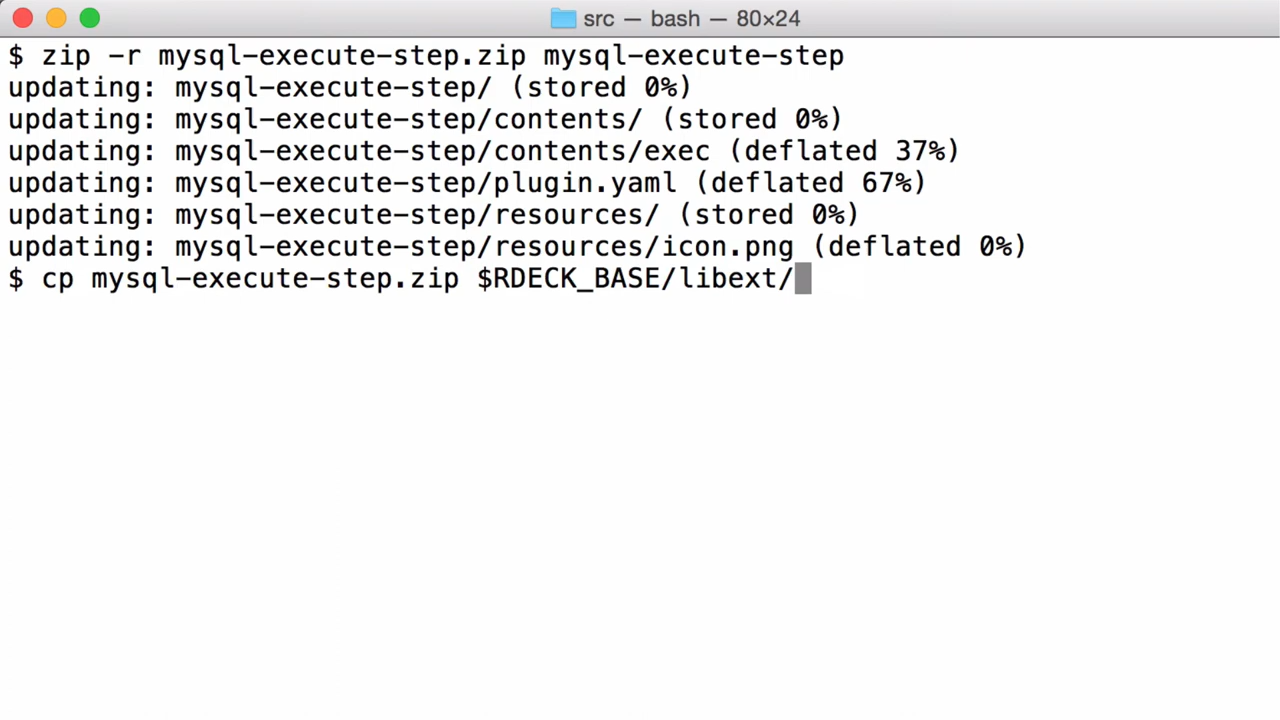 src — bash — 80×24
$ zip -r mysql-execute-step.zip mysql-execute-step
updating: mysql-execute-step/ (stored 0%)
updating: mysql-execute-step/contents/ (stored 0%)
updating: mysql-execute-step/contents/exec (deflated 37%)
updating: mysql-execute-step/plugin.yaml (deflated 67%)
updating: mysql-execute-step/resources/ (stored 0%)
updating: mysql-execute-step/resources/icon.png (deflated 0%)
$ cp mysql-execute-step.zip $RDECK_BASE/libext/